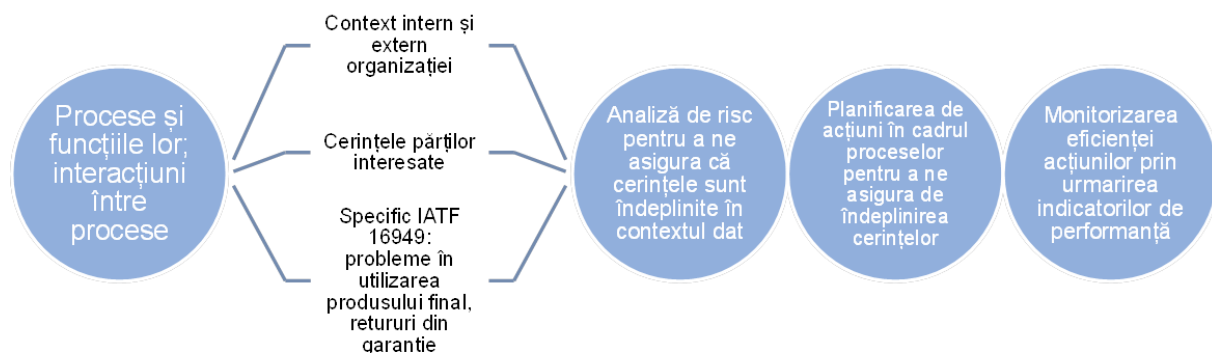 Procese și
funcțiile lor;
interacțiuni
între
procese
Context intern și
extern
organizației
Cerințele părților
interesate
Specific IATF
16949:
probleme în
utilizarea
produsului final,
retururi din
garanție
Analiză de risc
pentru a ne
asigura că
cerințele sunt
îndeplinite în
contextul dat
Planificarea de
acțiuni în cadrul
proceselor
pentru a ne
asigura de
îndeplinirea
cerințelor
Monitorizarea
eficienței
acțiunilor prin
urmarirea
indicatorilor de
performanță